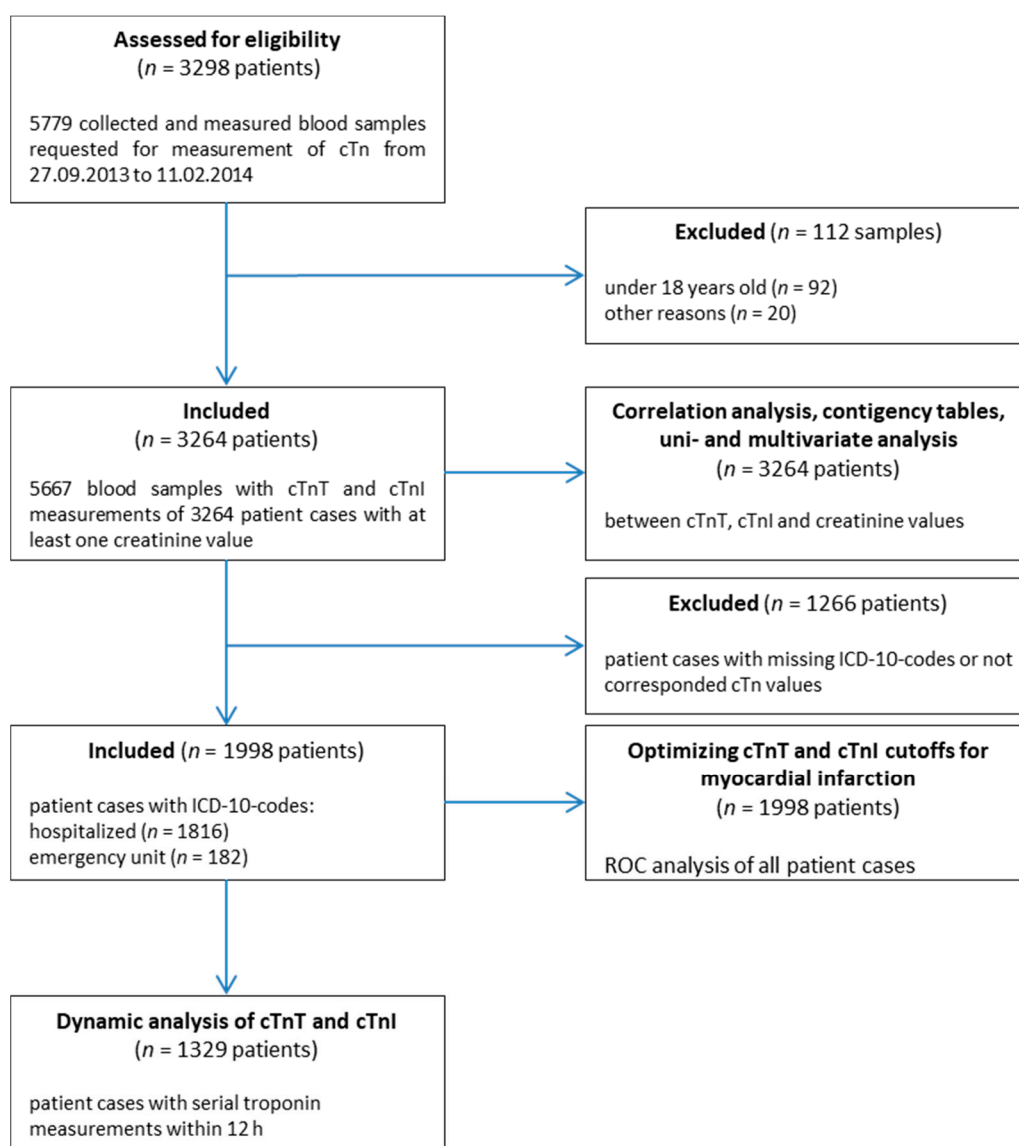 Assessed for eligibility
(n = 3298 patients)
5779 collected and measured blood samples
requested for measurement of cTn from
27.09.2013 to 11.02.2014
Excluded (n = 112 samples)
under 18 years old (n = 92)
other reasons (n = 20)
Included
(n = 3264 patients)
5667 blood samples with cTnT and cTnI
measurements of 3264 patient cases with at
least one creatinine value
Correlation analysis, contigency tables,
uni- and multivariate analysis
(n = 3264 patients)
between cTnT, cTnI and creatinine values
Excluded (n = 1266 patients)
patient cases with missing ICD-10-codes or not
corresponded cTn values
Included (n = 1998 patients)
patient cases with ICD-10-codes:
hospitalized (n = 1816)
emergency unit (n = 182)
Optimizing cTnT and cTnI cutoffs for
myocardial infarction
(n = 1998 patients)
ROC analysis of all patient cases
Dynamic analysis of cTnT and cTnI
(n = 1329 patients)
patient cases with serial troponin
measurements within 12 h